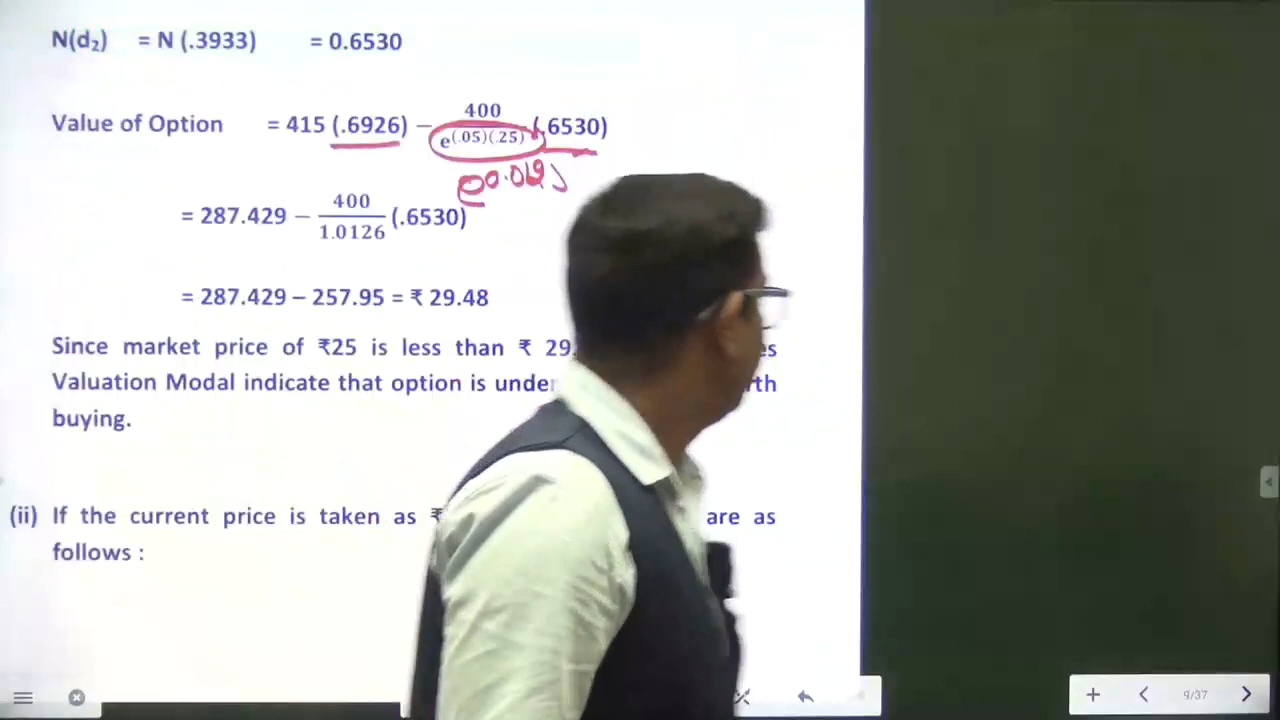 N(d₂) = N (.3933) = 0.6530
Value of Option = 415 (.6926) – 400 / e^(.05)(.25) (.6530)
e^0.012
= 287.429 – 400 / 1.0126 (.6530)
= 287.429 – 257.95 = ₹ 29.48
Since market price of ₹25 is less than ₹ 29
Valuation Modal indicate that option is
buying.
(ii) If the current price is taken as ₹ are as
follows :
9/37